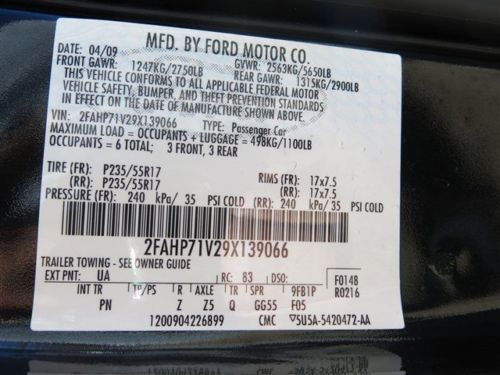 MFD. BY FORD MOTOR CO.
DATE: 04/09 GVWR: 2563KG/5650LB
FRONT GAWR: 1247KG/2750LB REAR GAWR: 1315KG/2900LB
THIS VEHICLE CONFORMS TO ALL APPLICABLE FEDERAL MOTOR
VEHICLE SAFETY, BUMPER, AND THEFT PREVENTION STANDARDS
IN EFFECT ON THE DATE OF MANUFACTURE SHOWN ABOVE.
VIN: 2FAHP71V29X139066 TYPE: Passenger Car
MAXIMUM LOAD = OCCUPANTS + LUGGAGE = 498KG/1100LB
OCCUPANTS = 6 TOTAL; 3 FRONT, 3 REAR
TIRE (FR): P235/55R17 RIMS (FR): 17x7.5
(RR): P235/55R17 (RR): 17x7.5
PRESSURE (FR): 240 kPa/ 35 PSI COLD (RR): 240 kPa/ 35 PSI COLD
2FAHP71V29X139066
TRAILER TOWING - SEE OWNER GUIDE
EXT PNT: UA RC: 83 DSO: F0148
INT TR TP/PS R AXLE TR SPR 9FB1P R0216
PN Z Z5 Q GG55 F05
1200904226899 CMC ▽5U5A-5420472-AA